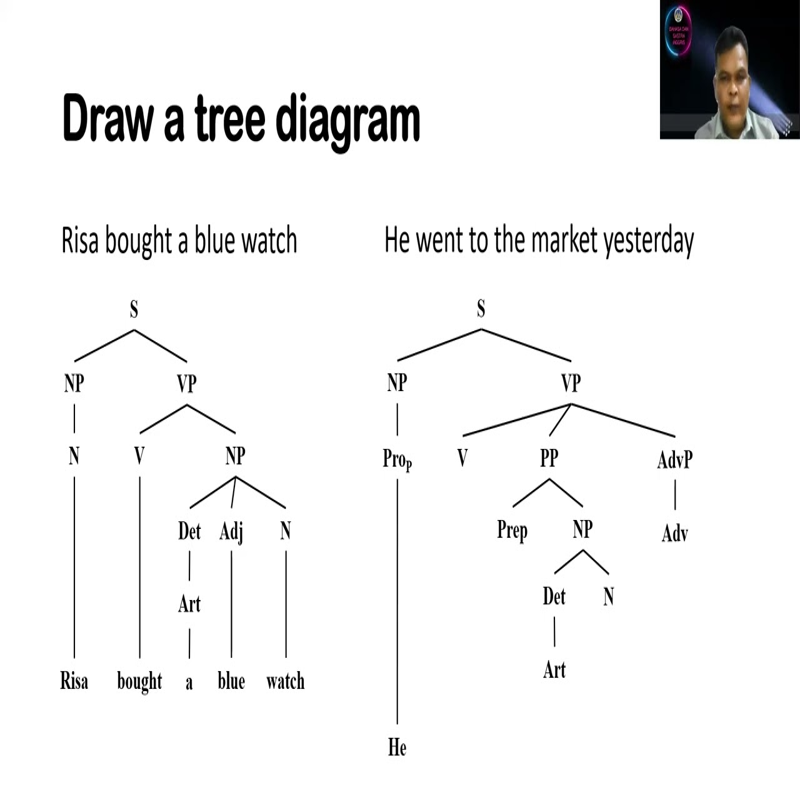 Draw a tree diagram
Risa bought a blue watch
He went to the market yesterday
S
NP VP
N V NP
Det Adj N
Art
Risa bought a blue watch
S
NP VP
Prop V PP AdvP
Prep NP Adv
Det N
Art
He